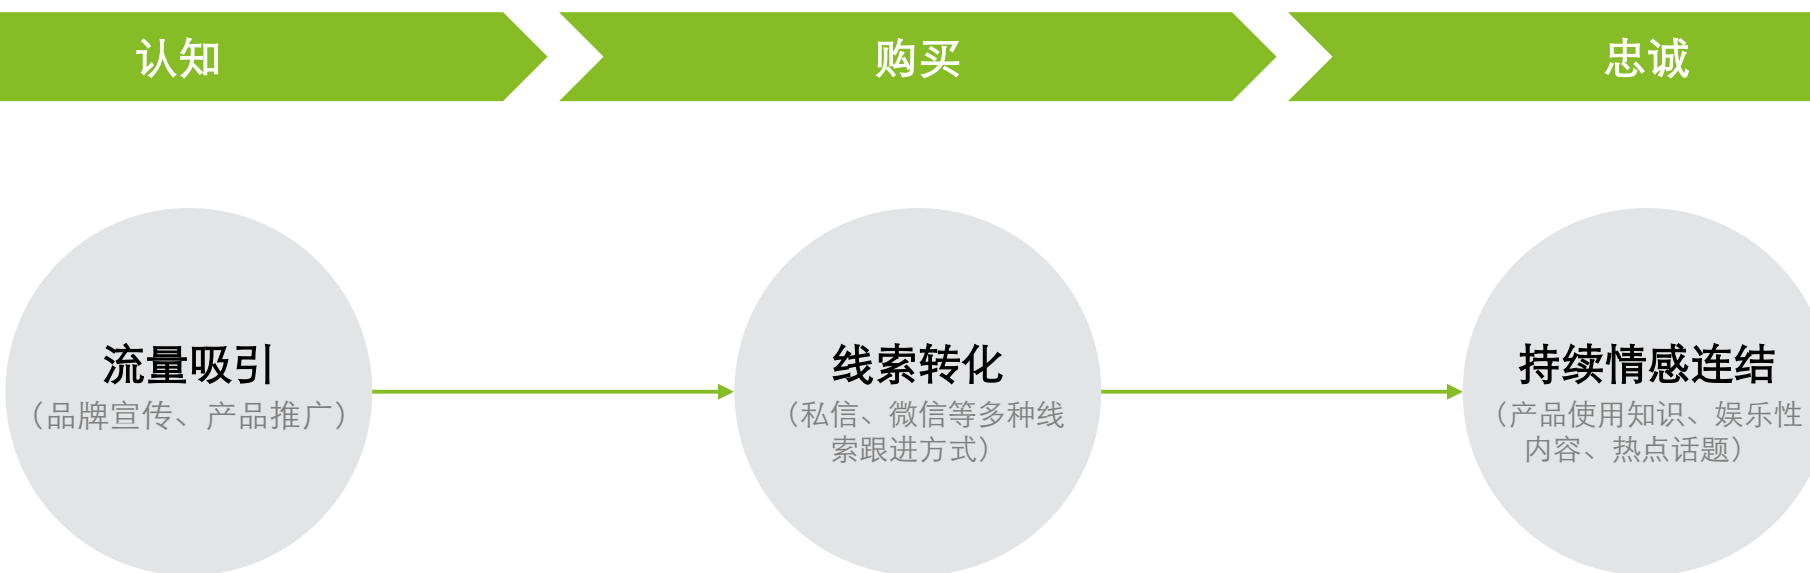 认知
购买
忠诚
流量吸引
（品牌宣传、产品推广）
线索转化
（私信、微信等多种线
索跟进方式）
持续情感连结
（产品使用知识、娱乐性
内容、热点话题）